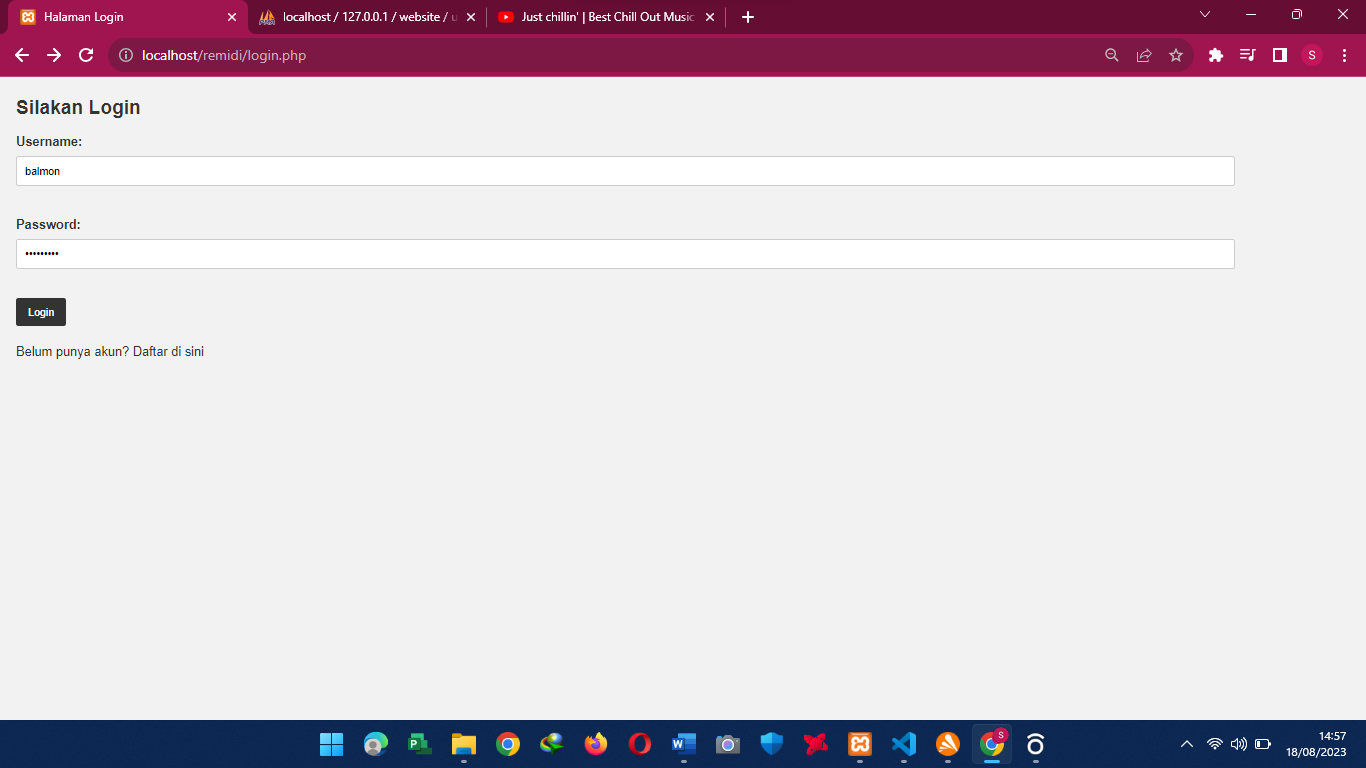 Halaman Login
localhost / 127.0.0.1 / website / u
Just chillin' | Best Chill Out Music
localhost/remidi/login.php
S
Silakan Login
Username:
balmon
Password:
•••••••••
Login
Belum punya akun? Daftar di sini
P
W
S
14:57
18/08/2023